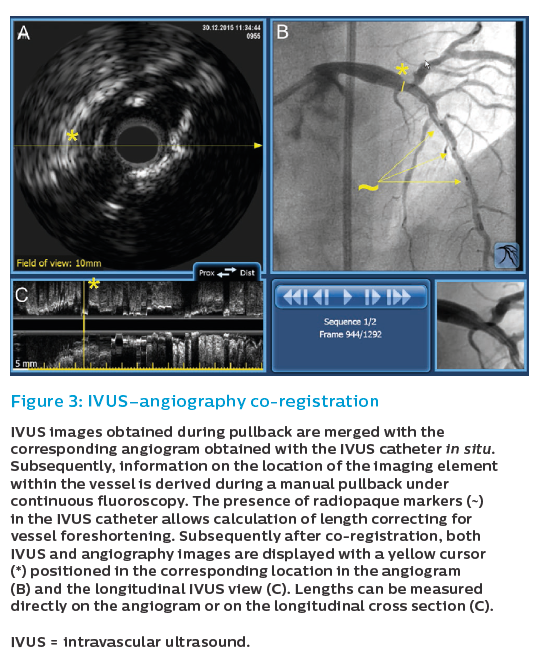 A
30.12.2015 11:34:44
0955
B
*
*
~
Field of view: 10mm
Prox Dist
C
*
5 mm
Sequence 1/2
Frame 944/1292
Figure 3: IVUS–angiography co-registration
IVUS images obtained during pullback are merged with the
corresponding angiogram obtained with the IVUS catheter in situ.
Subsequently, information on the location of the imaging element
within the vessel is derived during a manual pullback under
continuous fluoroscopy. The presence of radiopaque markers (~)
in the IVUS catheter allows calculation of length correcting for
vessel foreshortening. Subsequently after co-registration, both
IVUS and angiography images are displayed with a yellow cursor
(*) positioned in the corresponding location in the angiogram
(B) and the longitudinal IVUS view (C). Lengths can be measured
directly on the angiogram or on the longitudinal cross section (C).
IVUS = intravascular ultrasound.